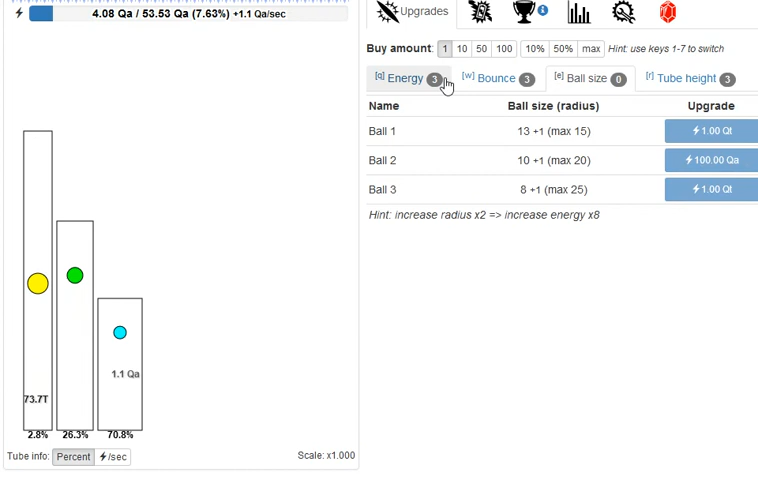 4.08 Qa / 53.53 Qa (7.63%) +1.1 Qa/sec
Upgrades
Buy amount: 1 10 50 100 10% 50% max Hint: use keys 1-7 to switch
[q] Energy 3 [w] Bounce 3 [e] Ball size 0 [r] Tube height 3
Name Ball size (radius) Upgrade
Ball 1 13 +1 (max 15) 1.00 Qt
Ball 2 10 +1 (max 20) 100.00 Qa
Ball 3 8 +1 (max 25) 1.00 Qt
Hint: increase radius x2 => increase energy x8
1.1 Qa
73.7T
2.8% 26.3% 70.8%
Tube info: Percent /sec Scale: x1.000